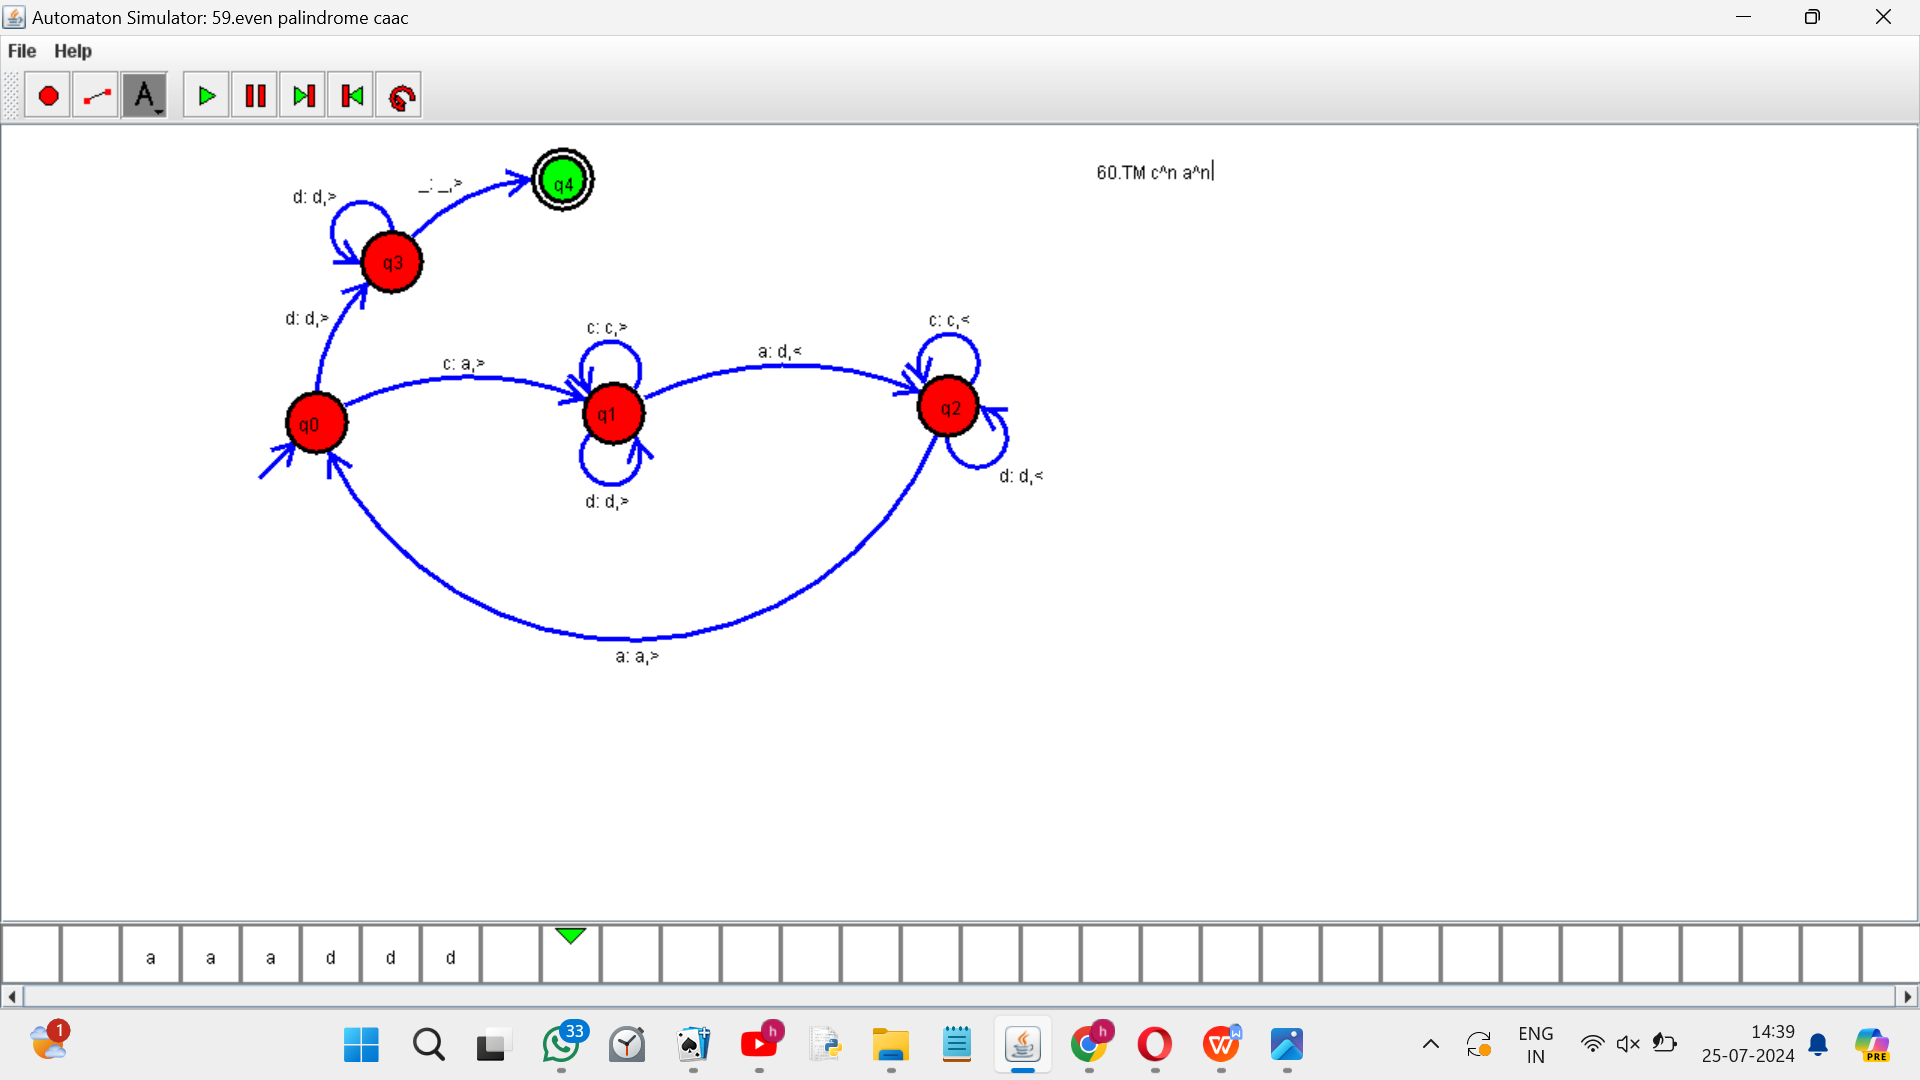 Automaton Simulator: 59.even palindrome caac
File Help
A
60.TM c^n a^n
_: _,>
q4
d: d,>
q3
d: d,>
c: c,>
c: c,<
a: d,<
c: a,>
q0
q1
q2
d: d,<
d: d,>
a: a,>
a a a d d d
1
33
h
h
W
ENG
IN
14:39
25-07-2024
PRE